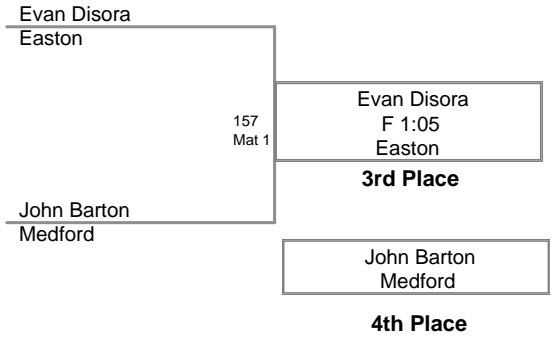 Evan Disora
Easton
157
Mat 1
Evan Disora
F 1:05
Easton
3rd Place
John Barton
Medford
John Barton
Medford
4th Place